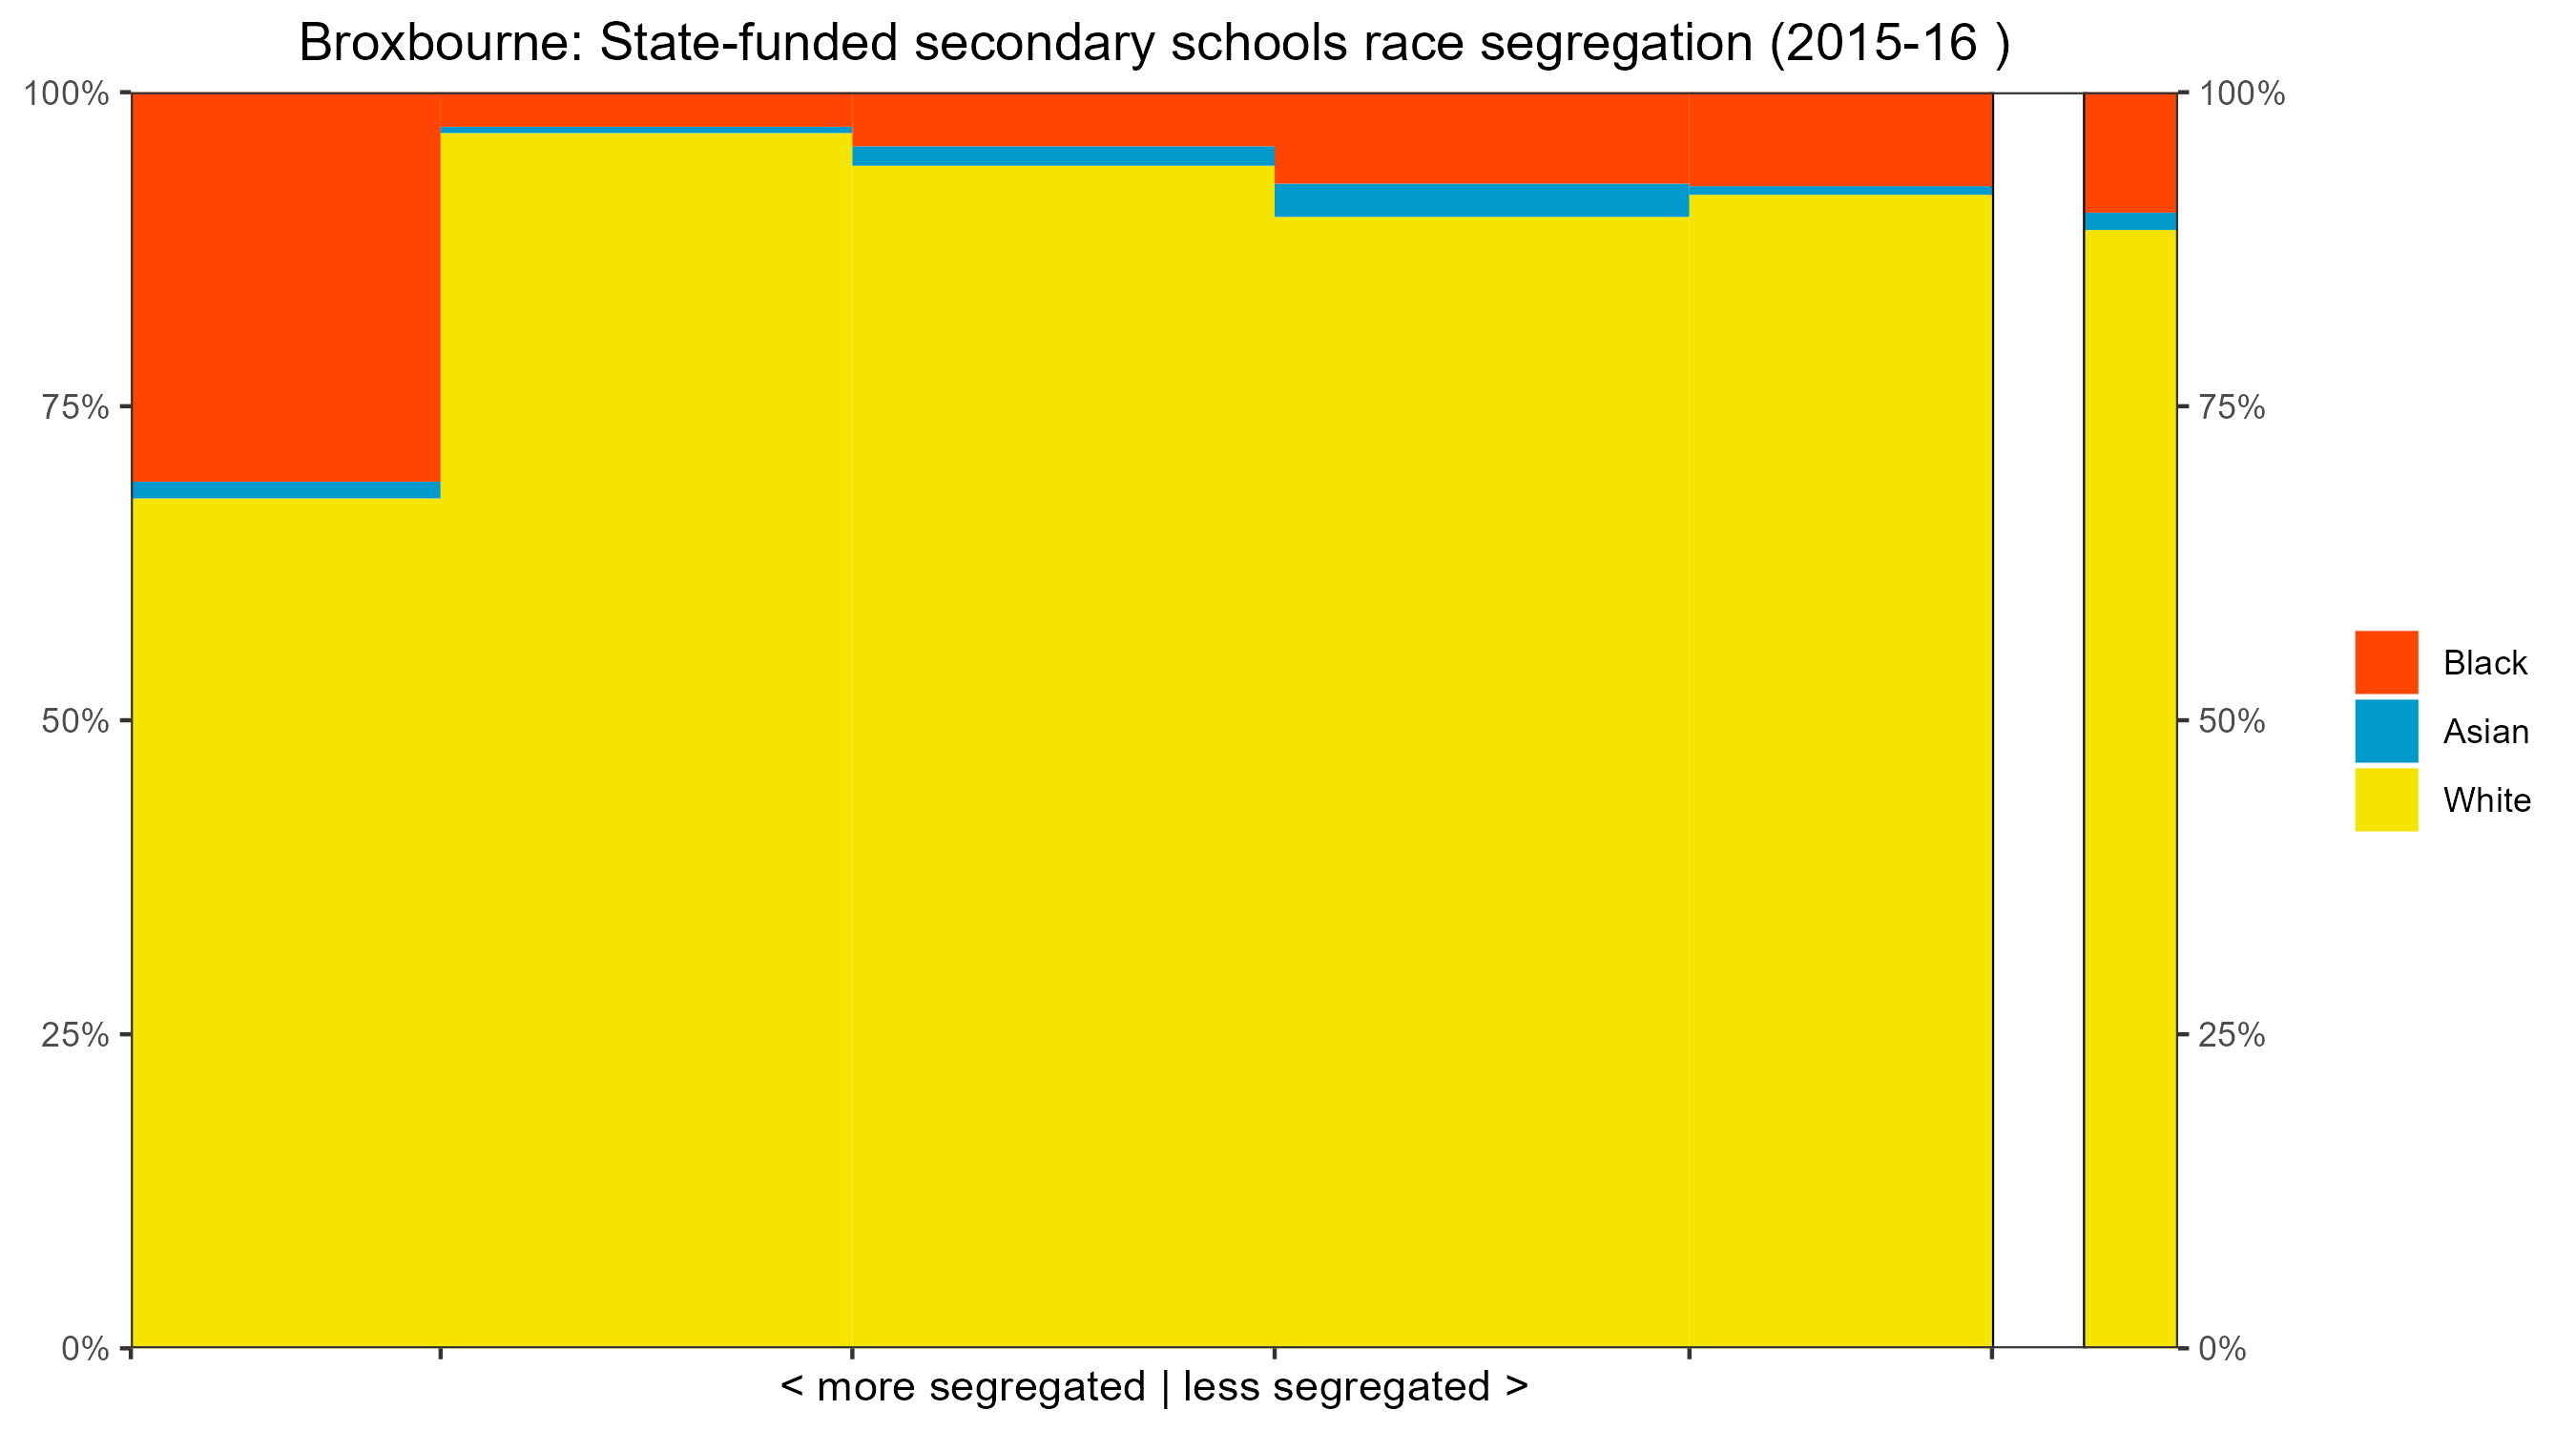 Broxbourne: State-funded secondary schools race segregation (2015-16 )
100%
75%
50%
25%
0%
100%
75%
50%
25%
0%
Black
Asian
White
< more segregated | less segregated >